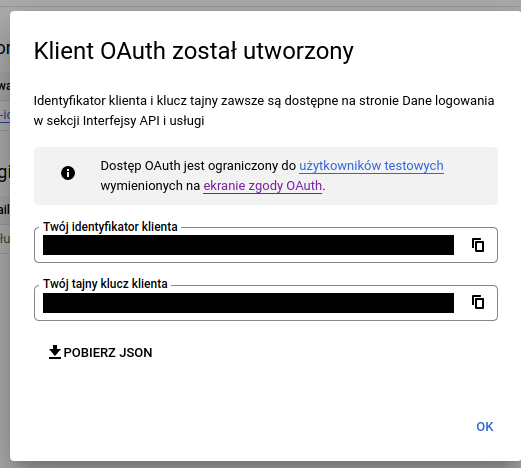 Klient OAuth został utworzony
Identyfikator klienta i klucz tajny zawsze są dostępne na stronie Dane logowania
w sekcji Interfejsy API i usługi
Dostęp OAuth jest ograniczony do użytkowników testowych
wymienionych na ekranie zgody OAuth.
Twój identyfikator klienta
Twój tajny klucz klienta
POBIERZ JSON
OK